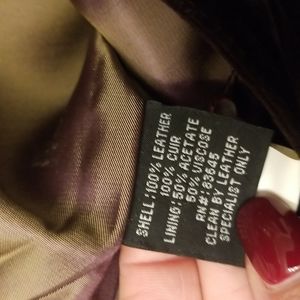 SHELL:100% LEATHER
100% CUIR
LINING:50% ACETATE
50% VISCOSE
RN#:83645
CLEAN BY LEATHER
SPECIALIST ONLY